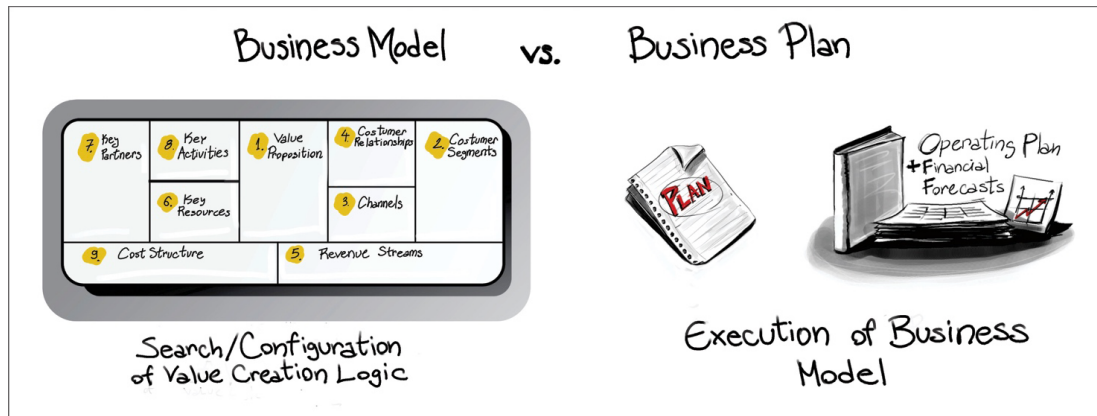 Business Model vs. Business Plan
7. Key
Partners
8. Key
Activities
6. Key
Resources
1. Value
Proposition
4. Costumer
Relationships
3. Channels
2. Costumer
Segments
9. Cost Structure
5. Revenue Streams
Search/Configuration
of Value Creation Logic
PLAN
Operating Plan
+Financial
Forecasts
Execution of Business
Model